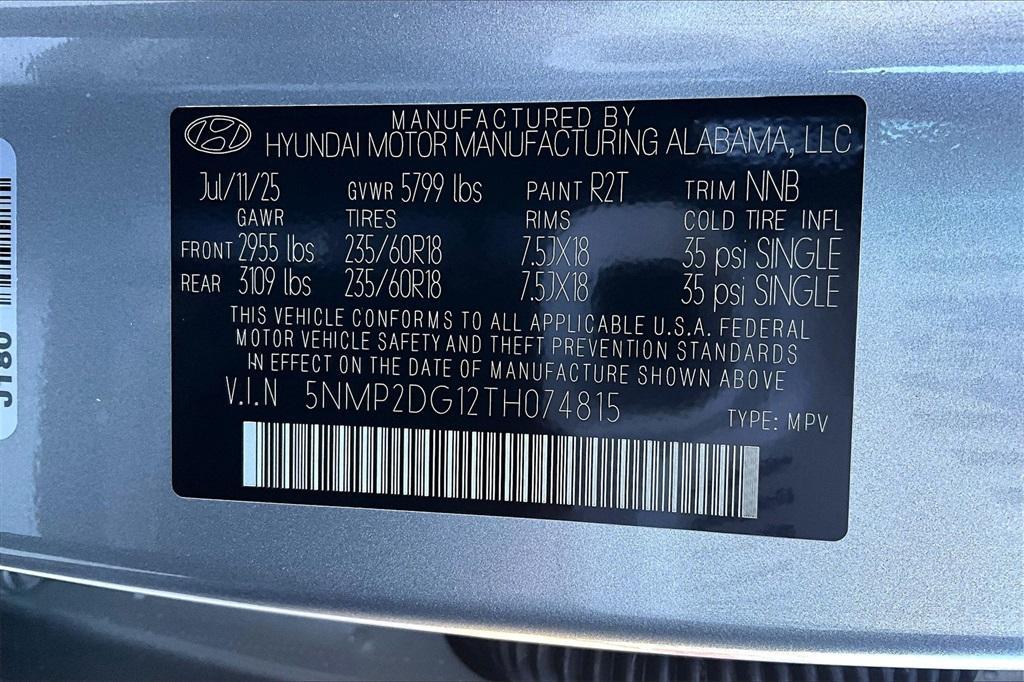 MANUFACTURED BY
HYUNDAI MOTOR MANUFACTURING ALABAMA, LLC
Jul/11/25 GVWR 5799 lbs PAINT R2T TRIM NNB
GAWR TIRES RIMS COLD TIRE INFL
FRONT 2955 lbs 235/60R18 7.5JX18 35 psi SINGLE
REAR 3109 lbs 235/60R18 7.5JX18 35 psi SINGLE
THIS VEHICLE CONFORMS TO ALL APPLICABLE U.S.A. FEDERAL
MOTOR VEHICLE SAFETY AND THEFT PREVENTION STANDARDS
IN EFFECT ON THE DATE OF MANUFACTURE SHOWN ABOVE
V.I.N 5NMP2DG12TH074815 TYPE: MPV